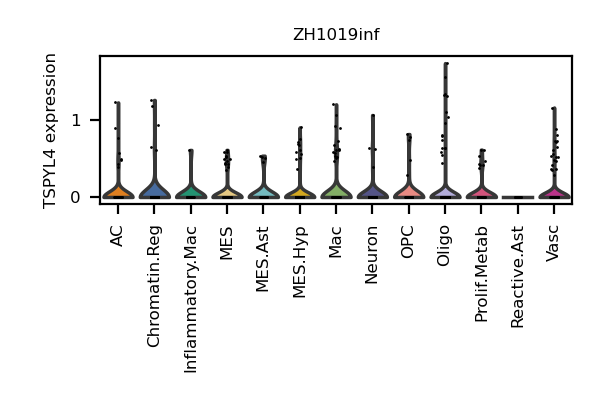 ZH1019inf
TSPYL4 expression
1
0
AC
Chromatin.Reg
Inflammatory.Mac
MES
MES.Ast
MES.Hyp
Mac
Neuron
OPC
Oligo
Prolif.Metab
Reactive.Ast
Vasc